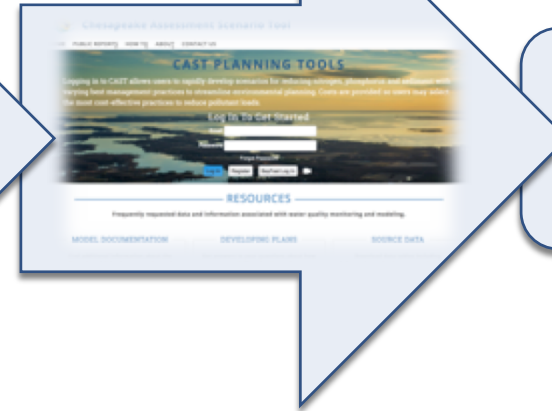 Chesapeake Assessment Scenario Tool
PUBLIC REPORTS HOW TO ABOUT CONTACT US
CAST PLANNING TOOLS
Logging in to CAST allows users to rapidly develop scenarios for reducing nitrogen, phosphorus and sediment with
varying best management practices to streamline environmental planning. Costs are provided or users may select
the most cost-effective practices to reduce pollutant loads.
Log In To Get Started
Forgot Password
Log In Register
RESOURCES
Frequently requested data and information associated with water quality monitoring and modeling.
MODEL DOCUMENTATION DEVELOPING PLANS SOURCE DATA